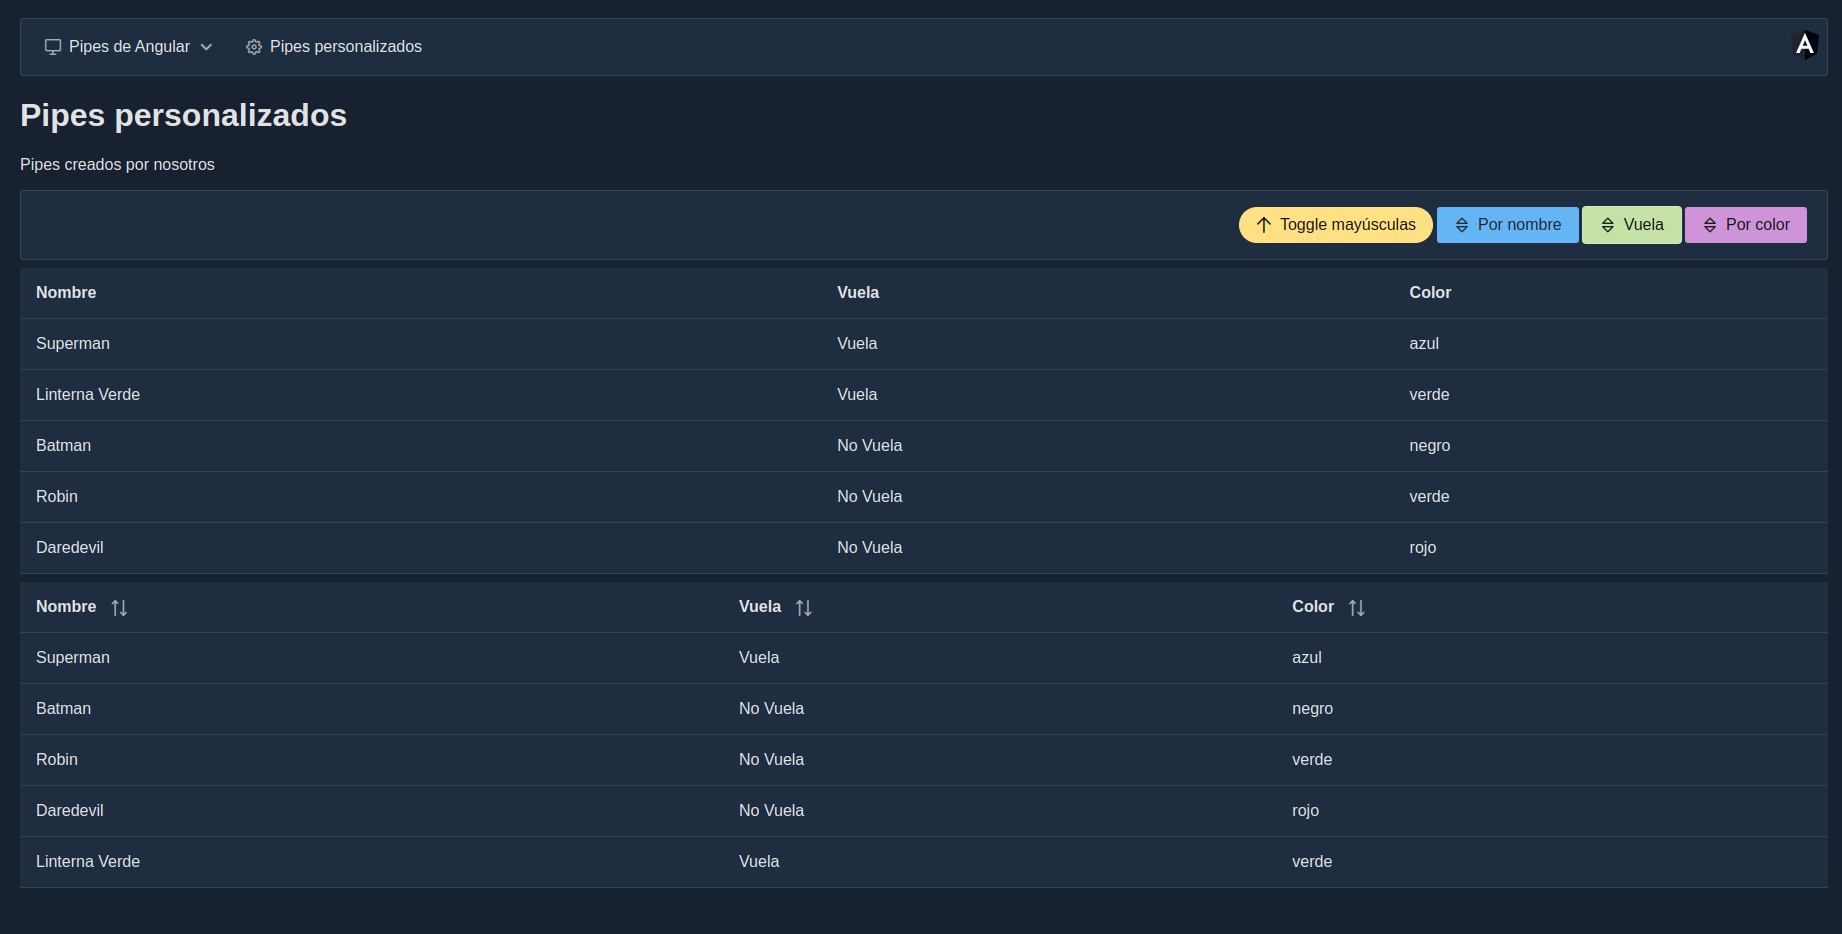 Pipes de Angular Pipes personalizados
Pipes personalizados
Pipes creados por nosotros
Toggle mayúsculas Por nombre Vuela Por color
Nombre Vuela Color
Superman Vuela azul
Linterna Verde Vuela verde
Batman No Vuela negro
Robin No Vuela verde
Daredevil No Vuela rojo
Nombre Vuela Color
Superman Vuela azul
Batman No Vuela negro
Robin No Vuela verde
Daredevil No Vuela rojo
Linterna Verde Vuela verde